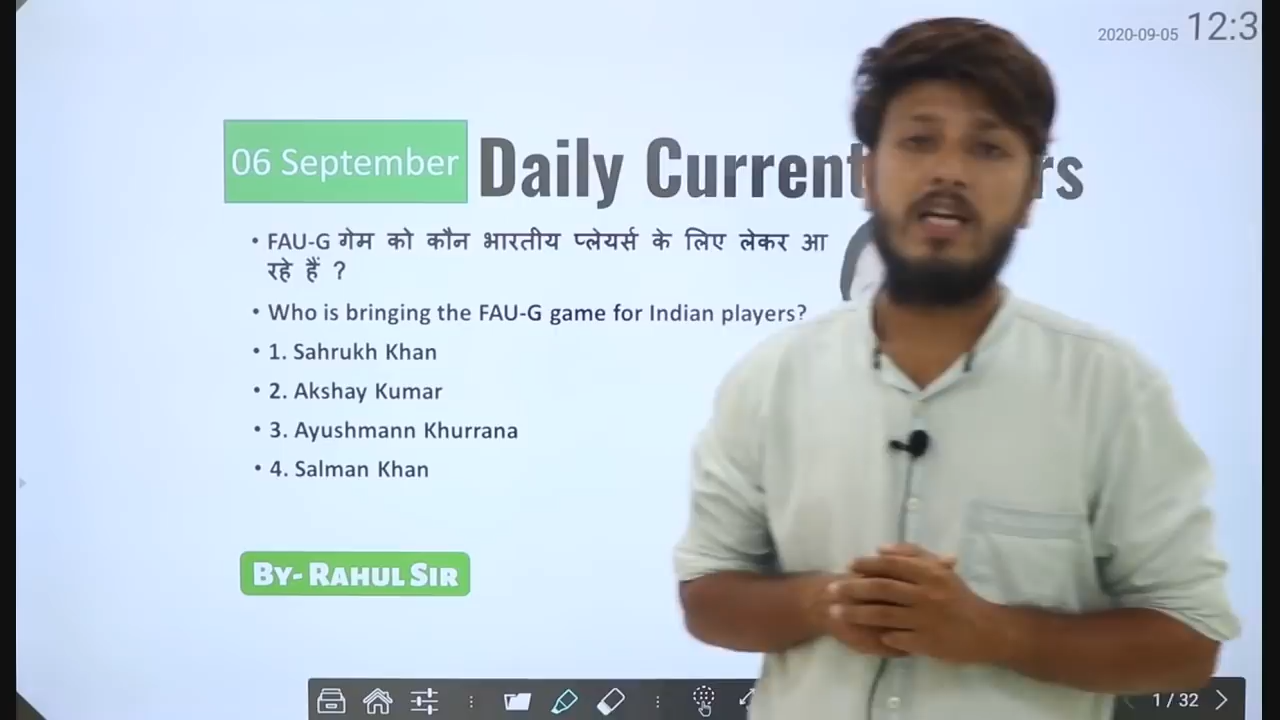 2020-09-05 12:3
06 September Daily Current rs
• FAU-G गेम को कौन भारतीय प्लेयर्स के लिए लेकर आ
रहे हैं ?
• Who is bringing the FAU-G game for Indian players?
• 1. Sahrukh Khan
• 2. Akshay Kumar
• 3. Ayushmann Khurrana
• 4. Salman Khan
BY- RAHUL SIR
1 / 32